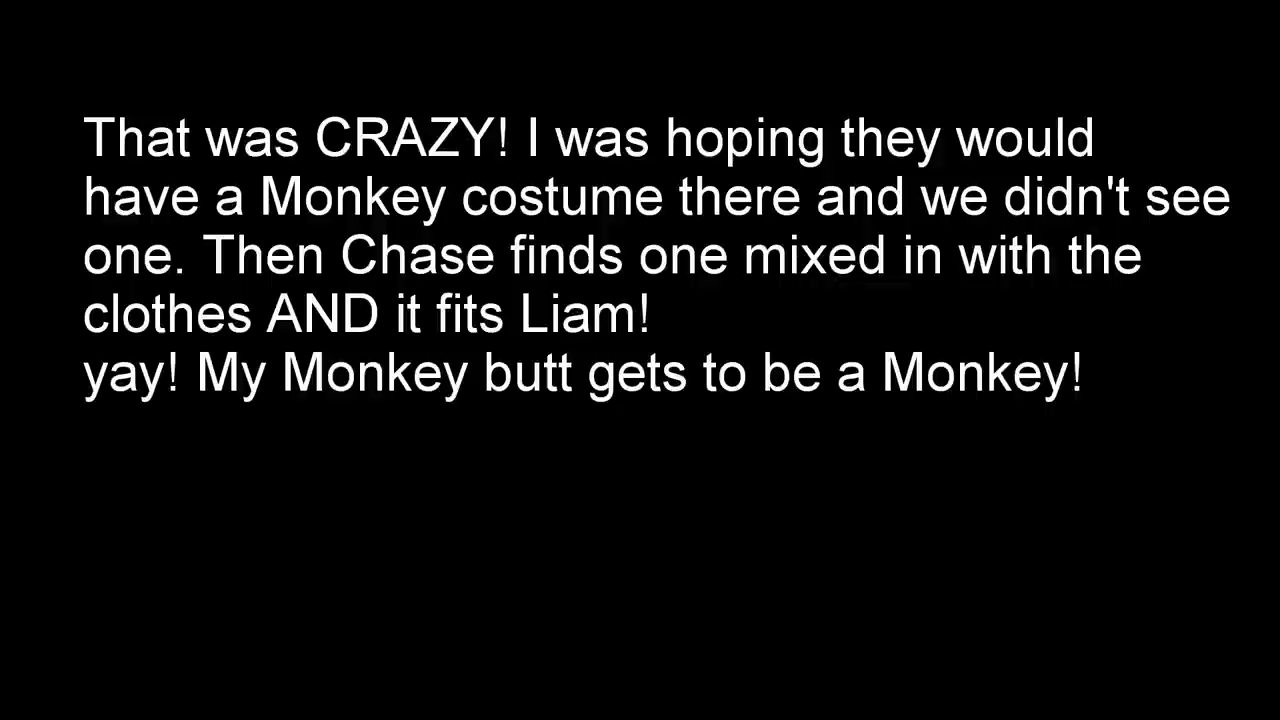 That was CRAZY! I was hoping they would
have a Monkey costume there and we didn't see
one. Then Chase finds one mixed in with the
clothes AND it fits Liam!
yay! My Monkey butt gets to be a Monkey!